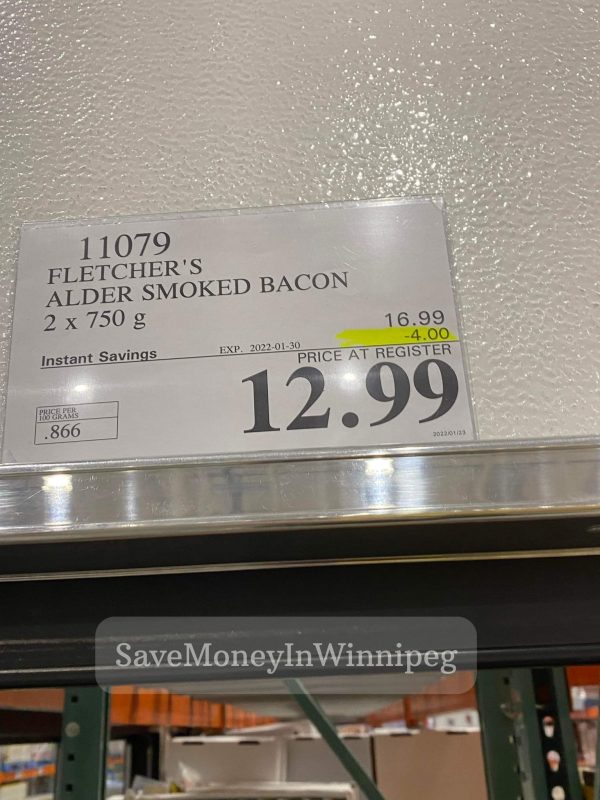 11079
FLETCHER'S
ALDER SMOKED BACON
2 x 750 g
16.99
-4.00
Instant Savings EXP. 2022-01-30
PRICE AT REGISTER
12.99
PRICE PER
100 GRAMS
.866
2022/01/23
SaveMoneyInWinnipeg